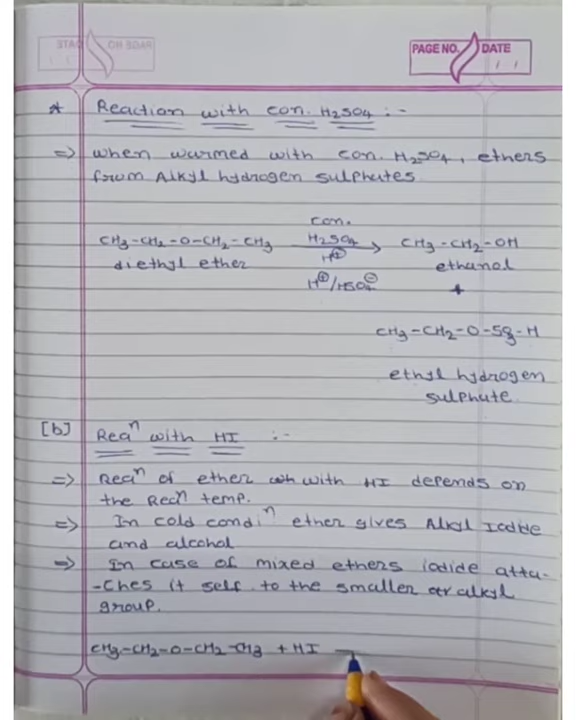 PAGE NO. DATE
* Reaction with con. H2SO4 :-
=> when warmed with con. H2SO4, ethers
from Alkyl hydrogen sulphates
con.
CH3-CH2-O-CH2-CH3 H2SO4 → CH3-CH2-OH
diethyl ether H⊕ ethanol
H⊕/HSO4⊖ +
CH3-CH2-O-SO3-H
ethyl hydrogen
sulphate
[b] Reaⁿ with HI :-
=> Reaⁿ of ether with HI depends on
the Reaⁿ temp.
=> In cold condiⁿ ether gives Alkyl Iodide
and alcohol
=> In case of mixed ethers iodide atta-
-ches it self to the smaller alkyl
group.
CH3-CH2-O-CH2-CH3 + HI —